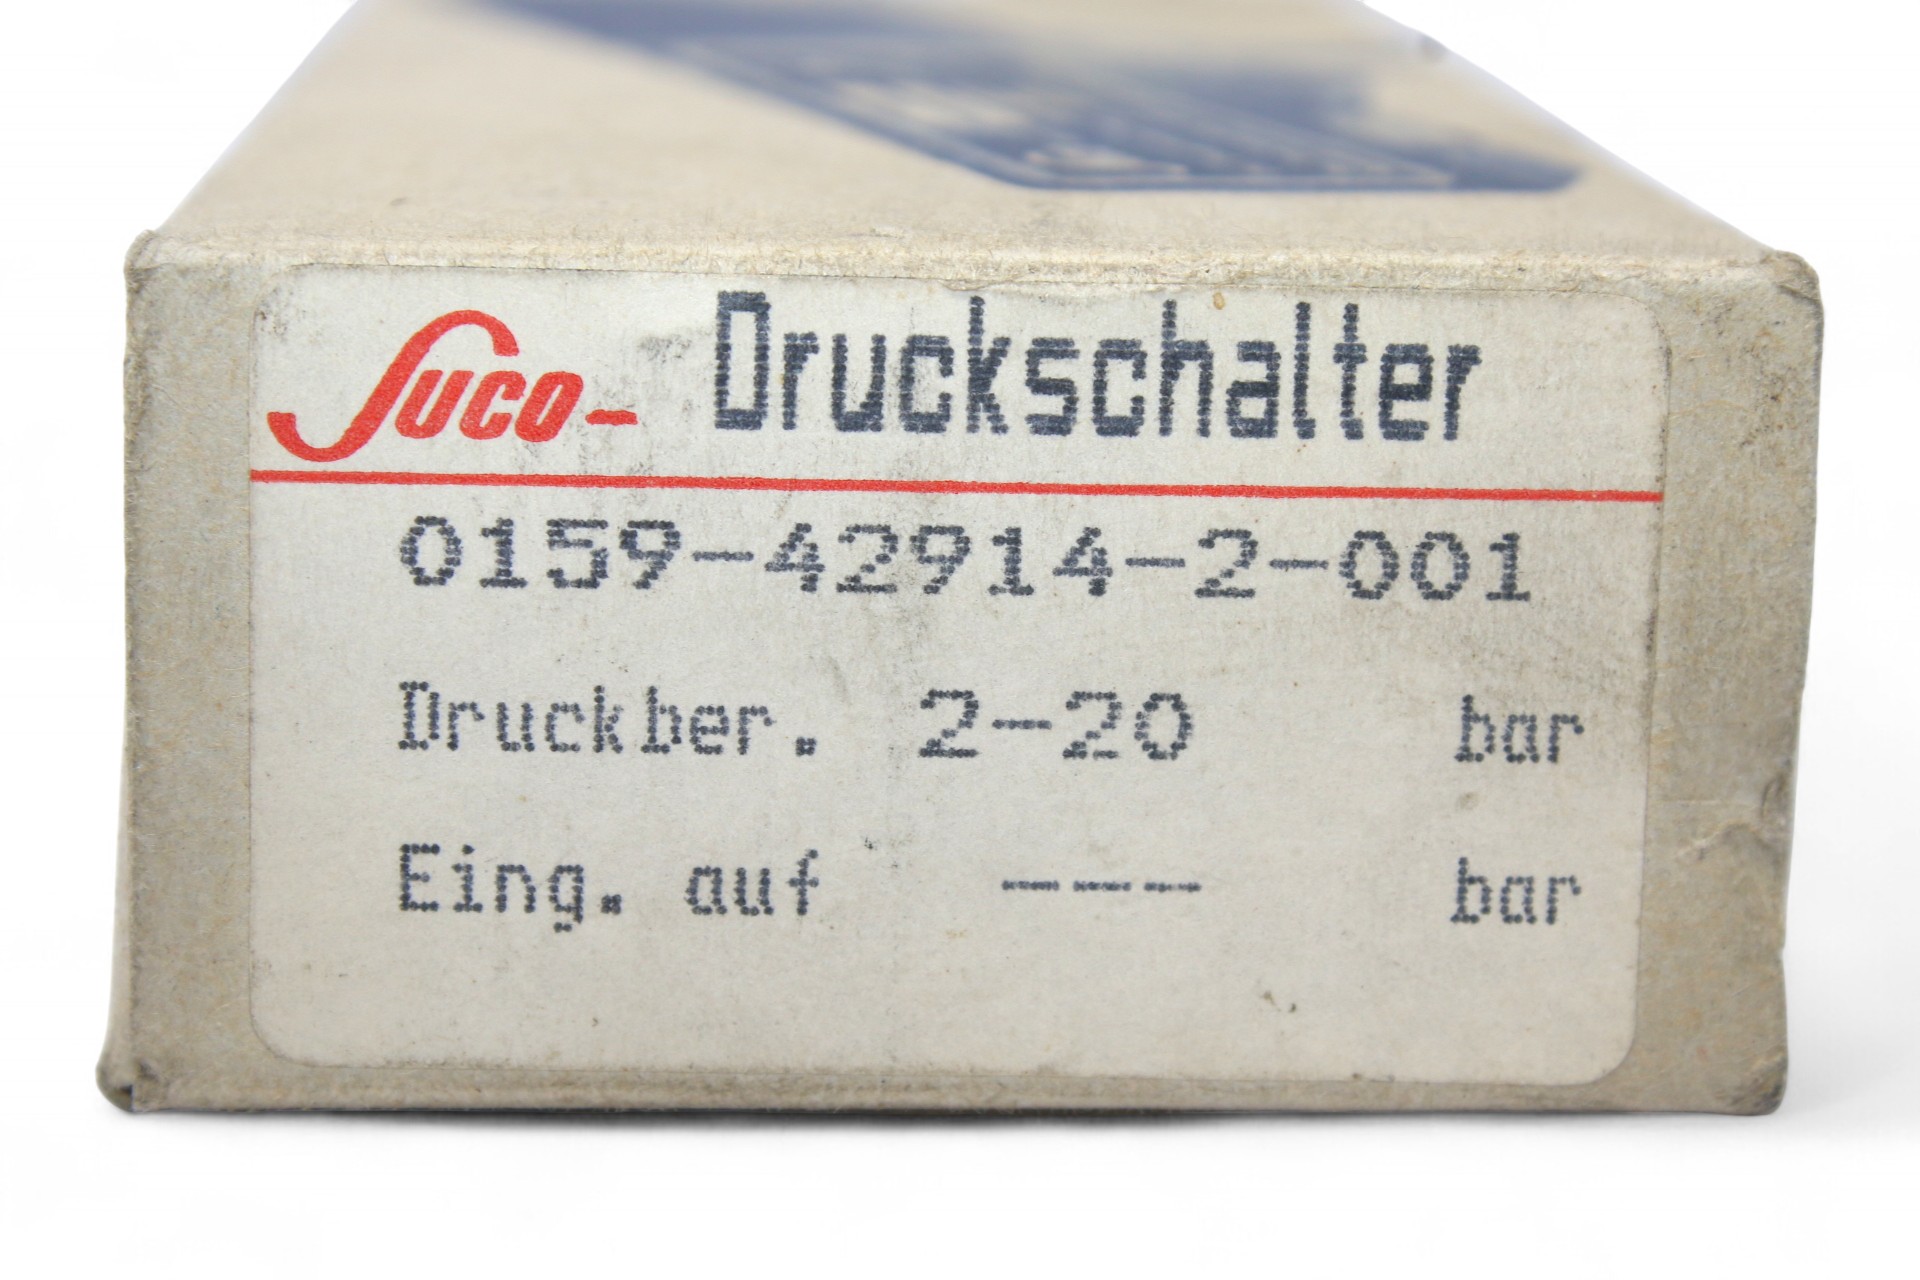 Suco- Druckschalter
0159-42914-2-001
Druckber. 2-20 bar
Eing. auf --- bar